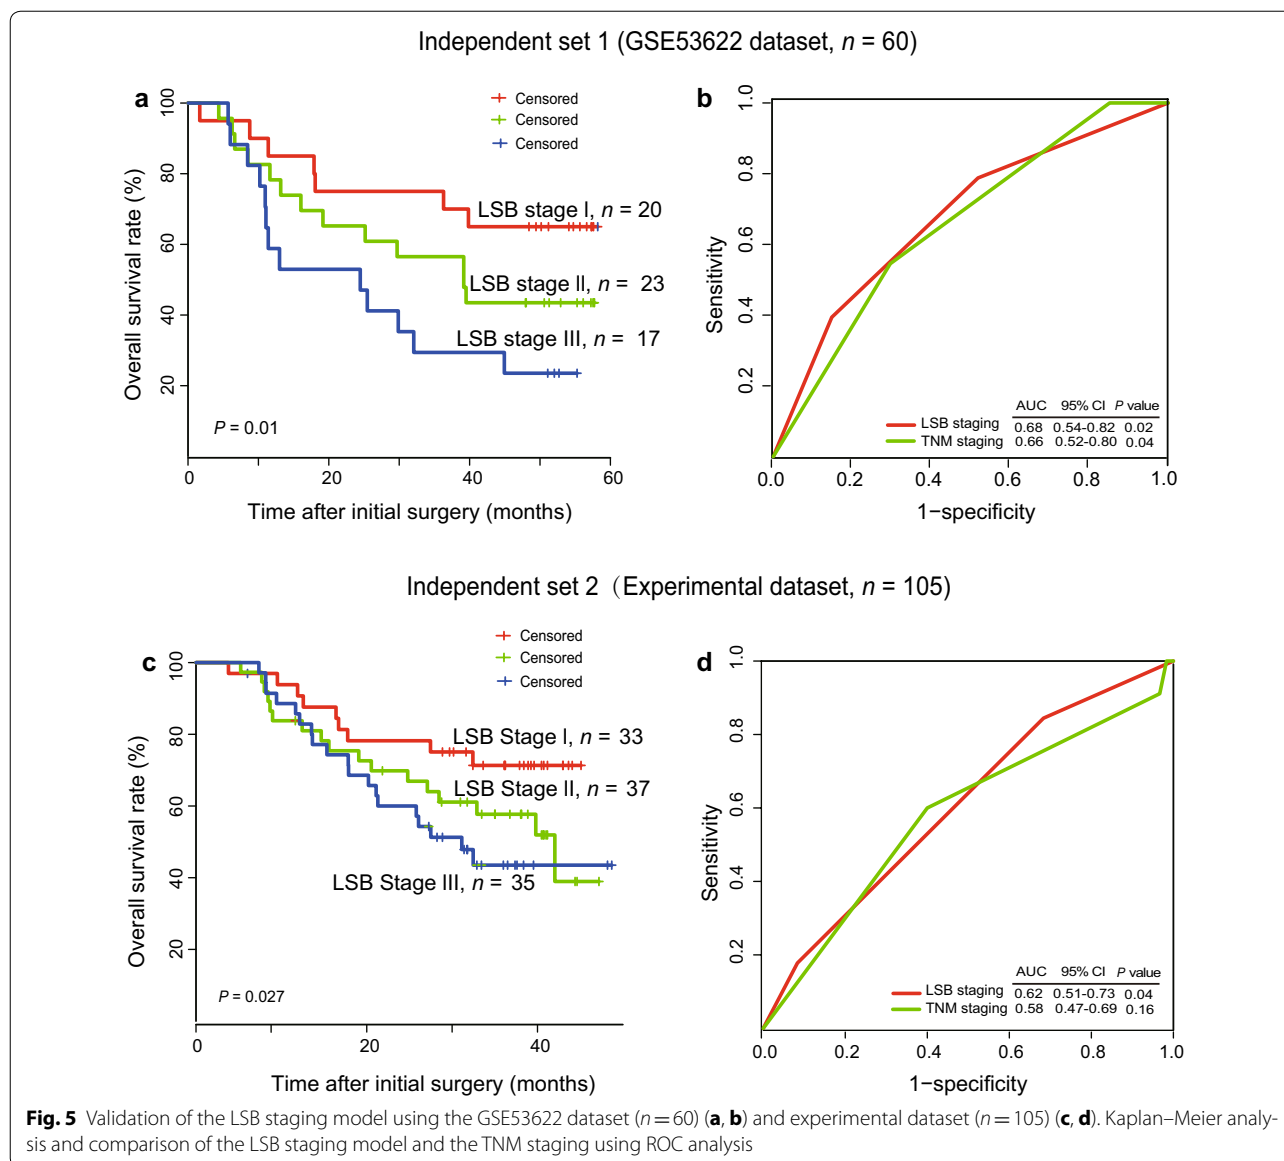 Independent set 1 (GSE53622 dataset, n = 60)
a
Censored
Censored
Censored
Overall survival rate (%)
100
80
60
40
20
LSB stage I, n = 20
LSB stage II, n = 23
LSB stage III, n = 17
P = 0.01
0 20 40 60
Time after initial surgery (months)
b
Sensitivity
1.0
0.8
0.6
0.4
0.2
AUC 95% CI P value
LSB staging 0.68 0.54-0.82 0.02
TNM staging 0.66 0.52-0.80 0.04
0.0 0.2 0.4 0.6 0.8 1.0
1−specificity
Independent set 2（Experimental dataset, n = 105)
c
Censored
Censored
Censored
Overall survival rate (%)
100
80
60
40
20
LSB Stage I, n = 33
LSB Stage II, n = 37
LSB Stage III, n = 35
P = 0.027
0 20 40
Time after initial surgery (months)
d
Sensitivity
1.0
0.8
0.6
0.4
0.2
AUC 95% CI P value
LSB staging 0.62 0.51-0.73 0.04
TNM staging 0.58 0.47-0.69 0.16
0.0 0.2 0.4 0.6 0.8 1.0
1−specificity
Fig. 5 Validation of the LSB staging model using the GSE53622 dataset (n = 60) (a, b) and experimental dataset (n = 105) (c, d). Kaplan–Meier analy-
sis and comparison of the LSB staging model and the TNM staging using ROC analysis